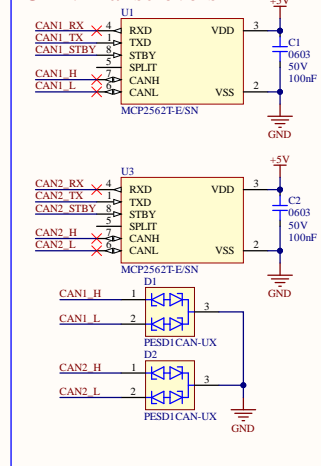 +5V
U1
CAN1_RX 4 RXD VDD 3
CAN1_TX 1 TXD
CAN1_STBY 8 STBY
5 SPLIT
CAN1_H 7 CANH
CAN1_L 6 CANL VSS 2
MCP2562T-E/SN
C1
0603
50V
100nF
GND
+5V
U3
CAN2_RX 4 RXD VDD 3
CAN2_TX 1 TXD
CAN2_STBY 8 STBY
5 SPLIT
CAN2_H 7 CANH
CAN2_L 6 CANL VSS 2
MCP2562T-E/SN
C2
0603
50V
100nF
GND
D1
CAN1_H 1
3
CAN1_L 2
PESD1CAN-UX
D2
CAN2_H 1
3
CAN2_L 2
PESD1CAN-UX
GND